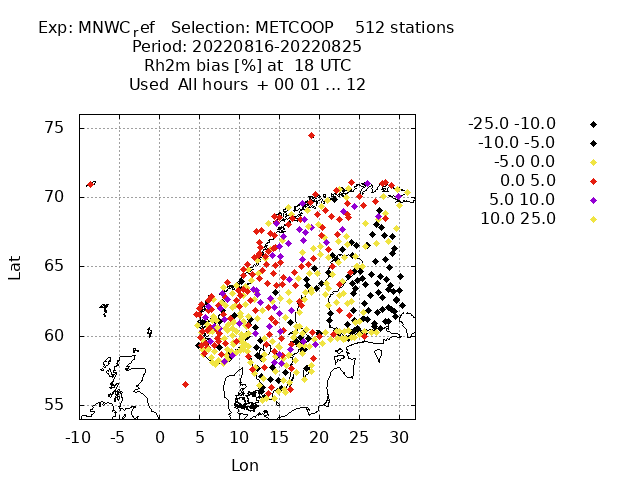 Exp: MNWC_ref   Selection: METCOOP    512 stations
Period: 20220816-20220825
Rh2m bias [%] at  18 UTC
Used  All hours  + 00 01 ... 12
-25.0 -10.0
-10.0 -5.0
-5.0 0.0
0.0 5.0
5.0 10.0
10.0 25.0
75
70
65
60
55
Lat
-10 -5 0 5 10 15 20 25 30
Lon